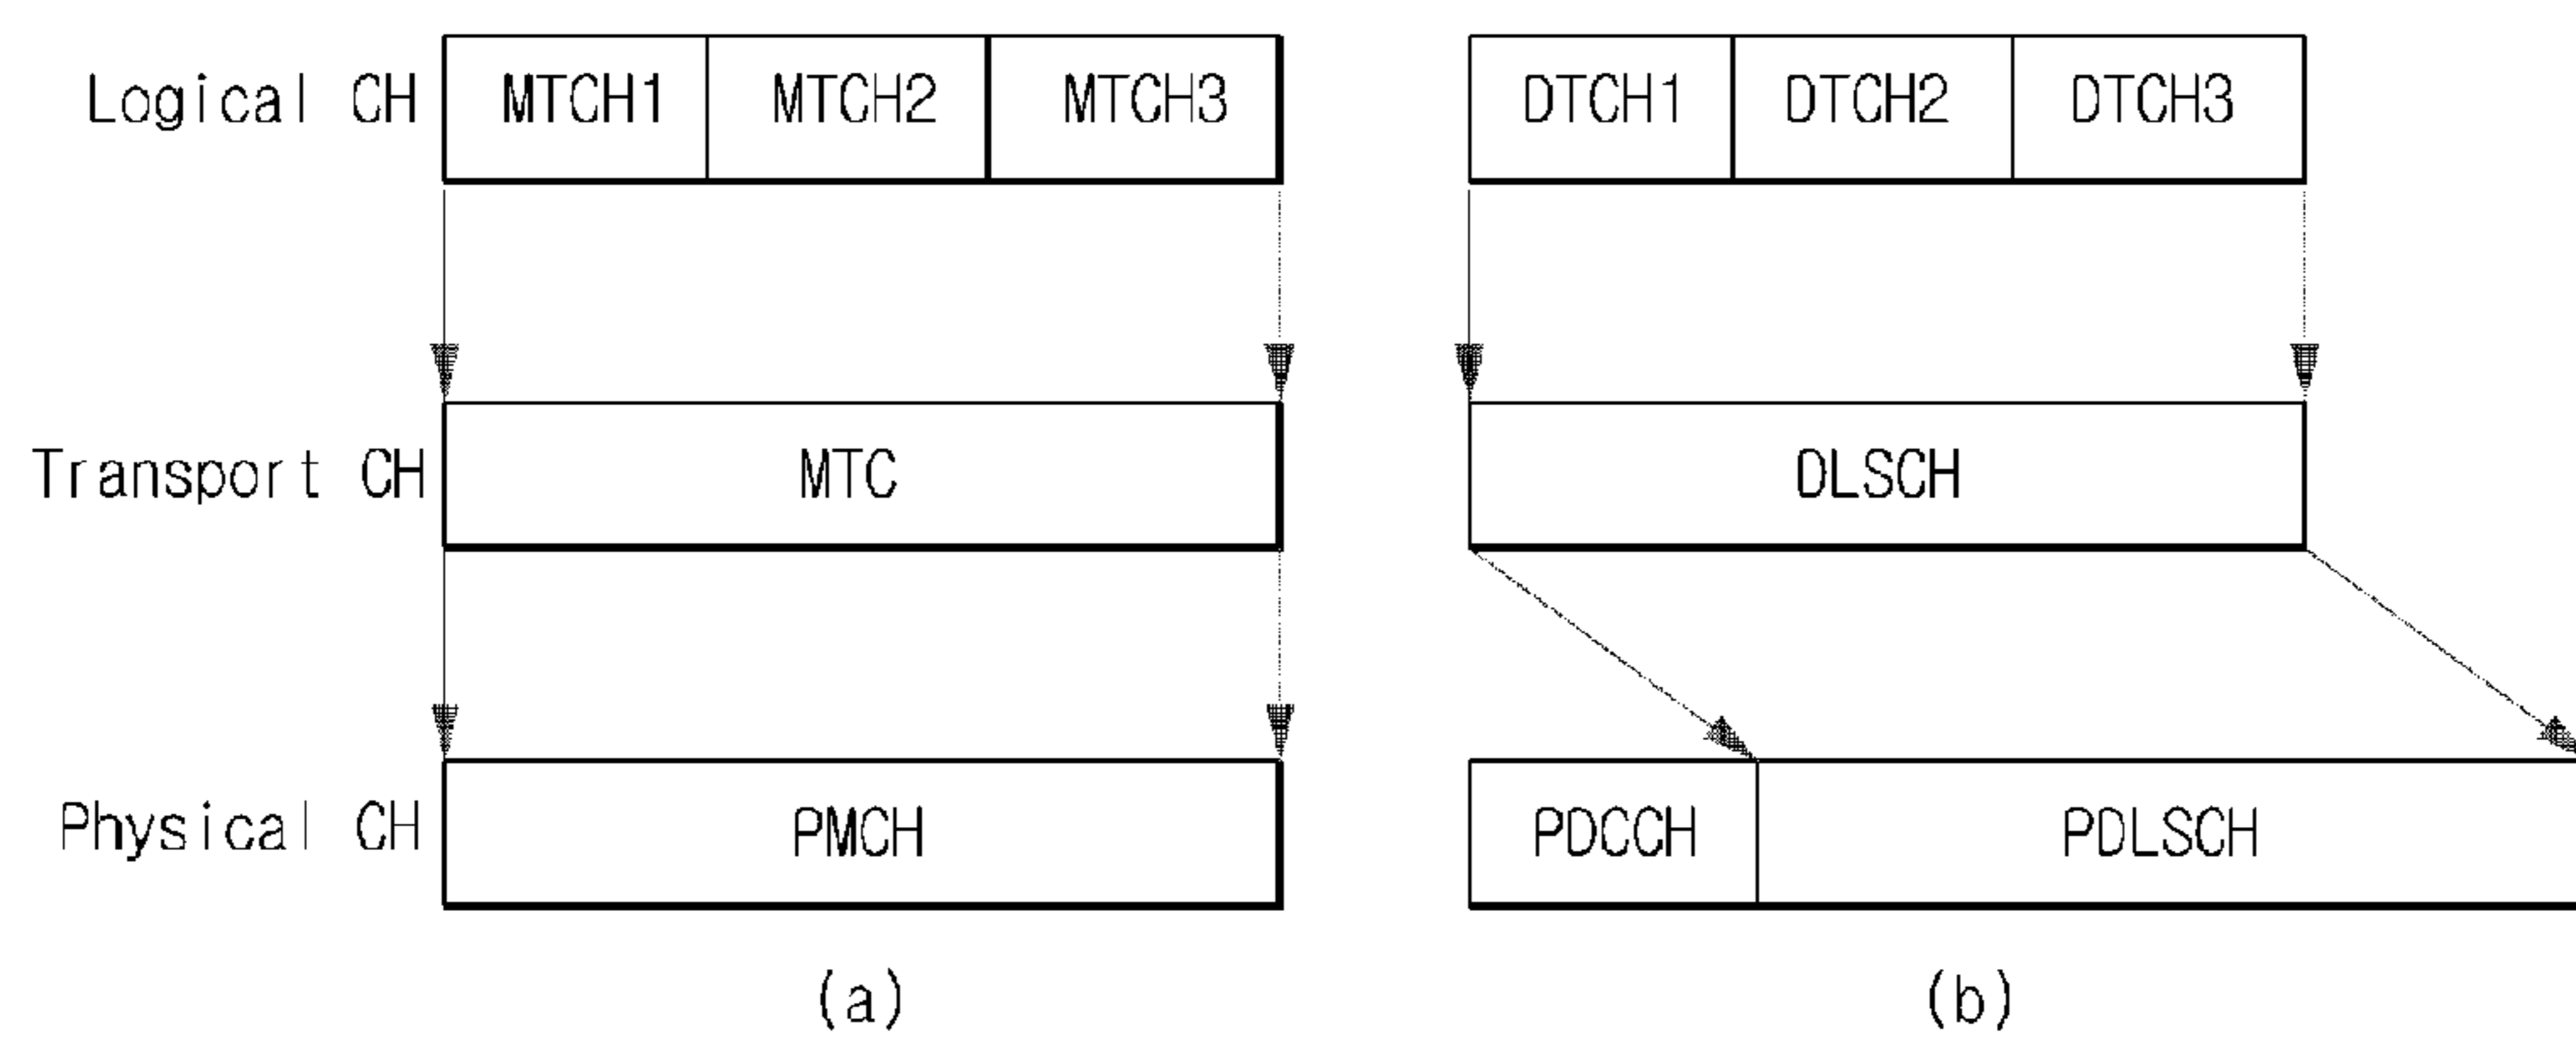 Logical CH MTCH1 MTCH2 MTCH3 DTCH1 DTCH2 DTCH3
Transport CH MTC DLSCH
Physical CH PMCH PDCCH PDLSCH
(a) (b)